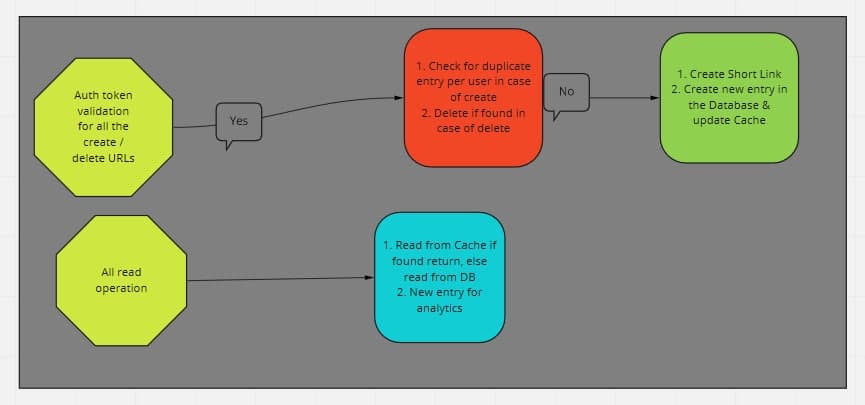 Auth token
validation
for all the
create /
delete URLs
Yes
1. Check for duplicate
entry per user in case
of create
2. Delete if found in
case of delete
No
1. Create Short Link
2. Create new entry in
the Database &
update Cache
All read
operation
1. Read from Cache if
found return, else
read from DB
2. New entry for
analytics